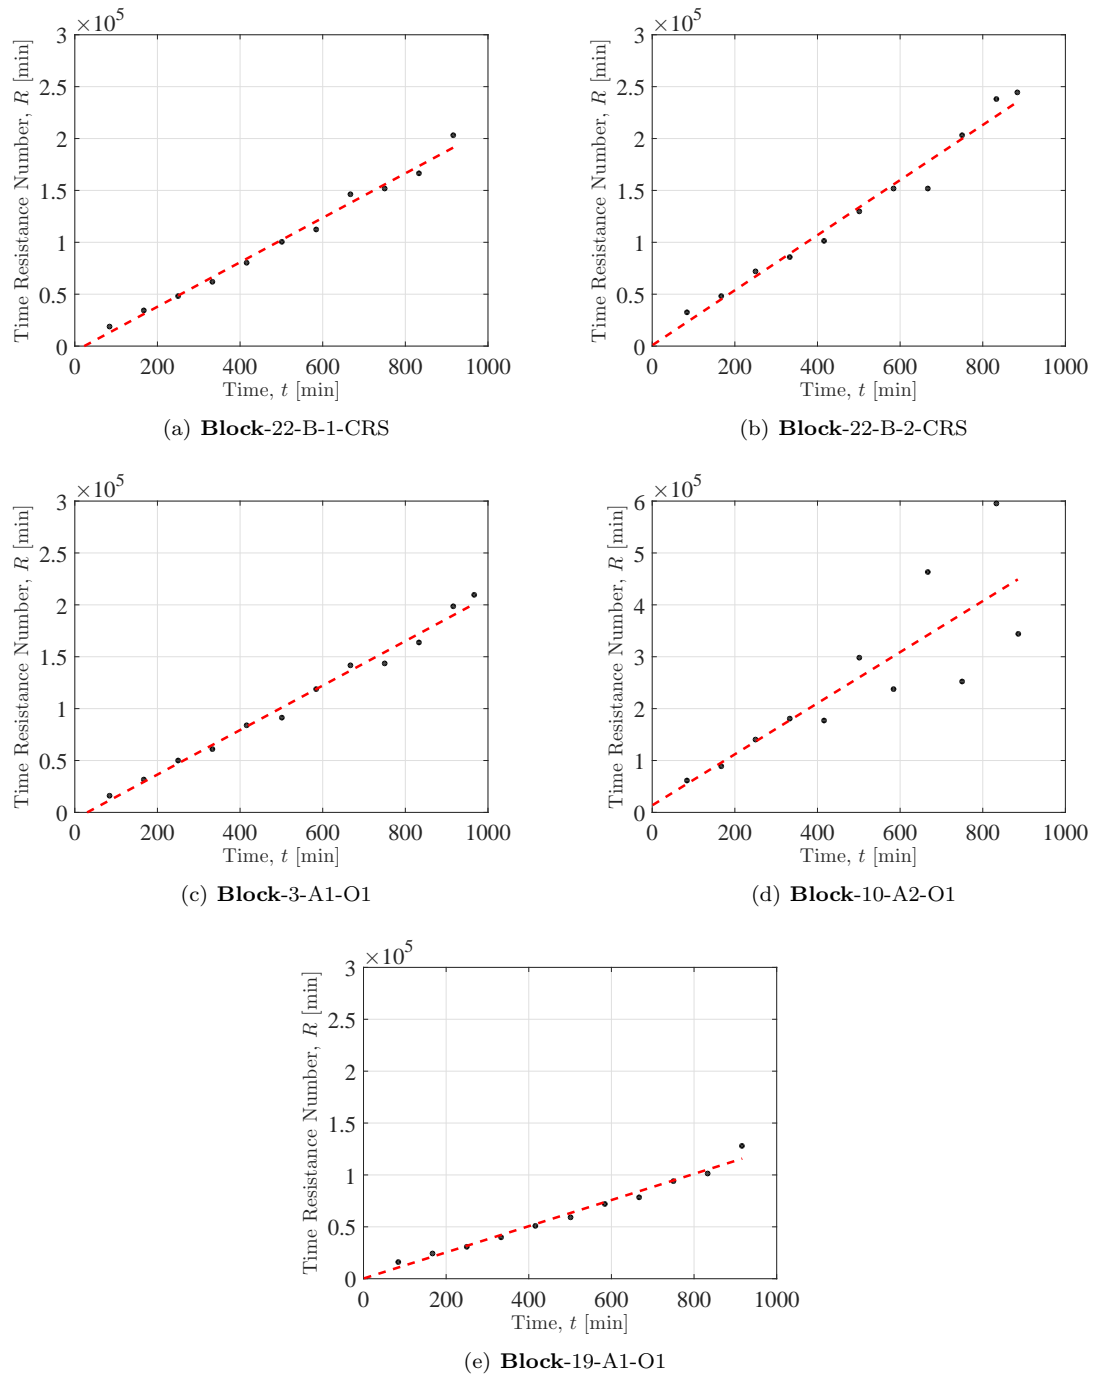 ×10^5
3
2.5
2
1.5
1
0.5
0
0 200 400 600 800 1000
Time Resistance Number, R [min]
Time, t [min]
(a) Block-22-B-1-CRS
×10^5
3
2.5
2
1.5
1
0.5
0
0 200 400 600 800 1000
Time Resistance Number, R [min]
Time, t [min]
(b) Block-22-B-2-CRS
×10^5
3
2.5
2
1.5
1
0.5
0
0 200 400 600 800 1000
Time Resistance Number, R [min]
Time, t [min]
(c) Block-3-A1-O1
×10^5
6
5
4
3
2
1
0
0 200 400 600 800 1000
Time Resistance Number, R [min]
Time, t [min]
(d) Block-10-A2-O1
×10^5
3
2.5
2
1.5
1
0.5
0
0 200 400 600 800 1000
Time Resistance Number, R [min]
Time, t [min]
(e) Block-19-A1-O1